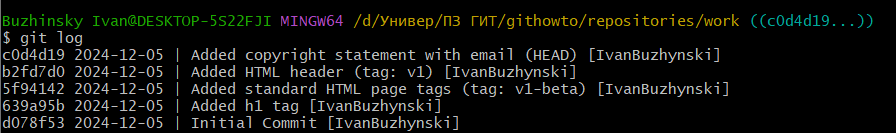 Buzhinsky Ivan@DESKTOP-5S22FJI MINGW64 /d/Универ/ПЗ ГИТ/githowto/repositories/work ((c0d4d19...))
$ git log
c0d4d19 2024-12-05 | Added copyright statement with email (HEAD) [IvanBuzhynski]
b2fd7d0 2024-12-05 | Added HTML header (tag: v1) [IvanBuzhynski]
5f94142 2024-12-05 | Added standard HTML page tags (tag: v1-beta) [IvanBuzhynski]
639a95b 2024-12-05 | Added h1 tag [IvanBuzhynski]
d078f53 2024-12-05 | Initial Commit [IvanBuzhynski]